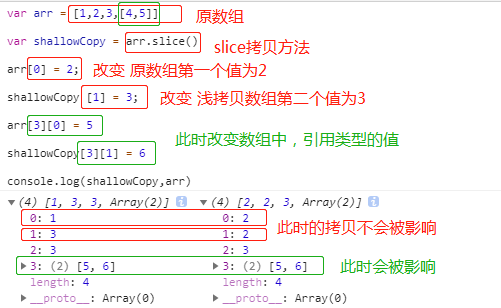 var arr = [1,2,3,[4,5]] 原数组
var shallowCopy = arr.slice() slice拷贝方法
arr[0] = 2; 改变 原数组第一个值为2
shallowCopy [1] = 3; 改变 浅拷贝数组第二个值为3
arr[3][0] = 5
此时改变数组中，引用类型的值
shallowCopy[3][1] = 6
console.log(shallowCopy,arr)
▼(4) [1, 3, 3, Array(2)] i ▼(4) [2, 2, 3, Array(2)] i
0: 1 0: 2
此时的拷贝不会被影响
1: 3 1: 2
2: 3 2: 3
▶3: (2) [5, 6] ▶3: (2) [5, 6] 此时会被影响
length: 4 length: 4
▶__proto__: Array(0) ▶__proto__: Array(0)